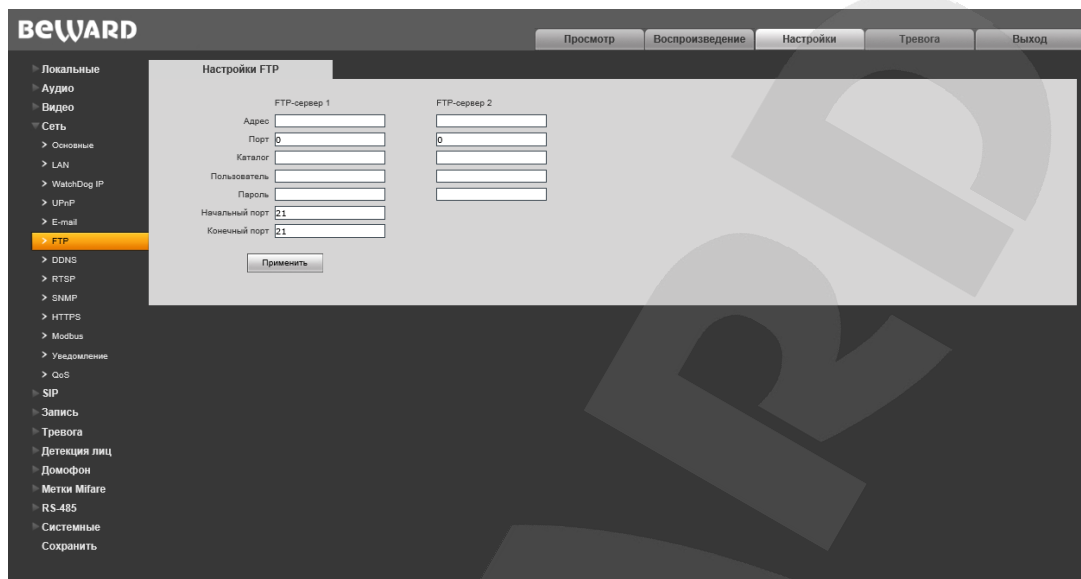 BEWARD
Просмотр Воспроизведение Настройки Тревога Выход
Локальные
Аудио
Видео
Сеть
Основные
LAN
WatchDog IP
UPnP
E-mail
FTP
DDNS
RTSP
SNMP
HTTPS
Modbus
Уведомление
QoS
SIP
Запись
Тревога
Детекция лиц
Домофон
Метки Mifare
RS-485
Системные
Сохранить
Настройки FTP
FTP-сервер 1 FTP-сервер 2
Адрес
Порт 0 0
Каталог
Пользователь
Пароль
Начальный порт 21
Конечный порт 21
Применить